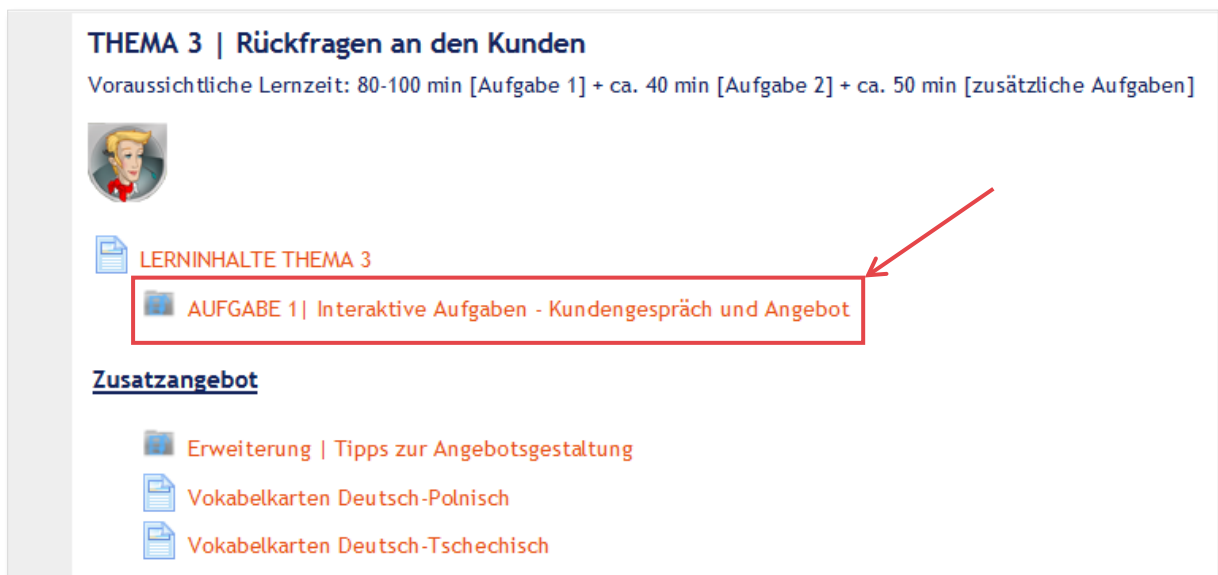 THEMA 3 | Rückfragen an den Kunden
Voraussichtliche Lernzeit: 80-100 min [Aufgabe 1] + ca. 40 min [Aufgabe 2] + ca. 50 min [zusätzliche Aufgaben]
LERNINHALTE THEMA 3
AUFGABE 1| Interaktive Aufgaben - Kundengespräch und Angebot
Zusatzangebot
Erweiterung | Tipps zur Angebotsgestaltung
Vokabelkarten Deutsch-Polnisch
Vokabelkarten Deutsch-Tschechisch